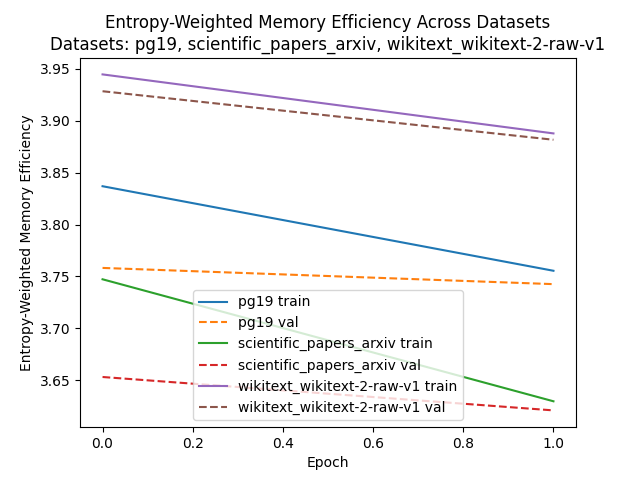 Entropy-Weighted Memory Efficiency Across Datasets
Datasets: pg19, scientific_papers_arxiv, wikitext_wikitext-2-raw-v1
Entropy-Weighted Memory Efficiency
3.95
3.90
3.85
3.80
3.75
3.70
3.65
pg19 train
pg19 val
scientific_papers_arxiv train
scientific_papers_arxiv val
wikitext_wikitext-2-raw-v1 train
wikitext_wikitext-2-raw-v1 val
0.0 0.2 0.4 0.6 0.8 1.0
Epoch